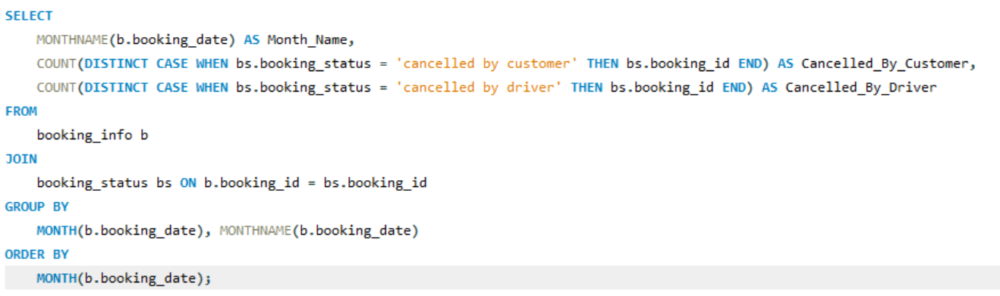 SELECT
MONTHNAME(b.booking_date) AS Month_Name,
COUNT(DISTINCT CASE WHEN bs.booking_status = 'cancelled by customer' THEN bs.booking_id END) AS Cancelled_By_Customer,
COUNT(DISTINCT CASE WHEN bs.booking_status = 'cancelled by driver' THEN bs.booking_id END) AS Cancelled_By_Driver
FROM
booking_info b
JOIN
booking_status bs ON b.booking_id = bs.booking_id
GROUP BY
MONTH(b.booking_date), MONTHNAME(b.booking_date)
ORDER BY
MONTH(b.booking_date);